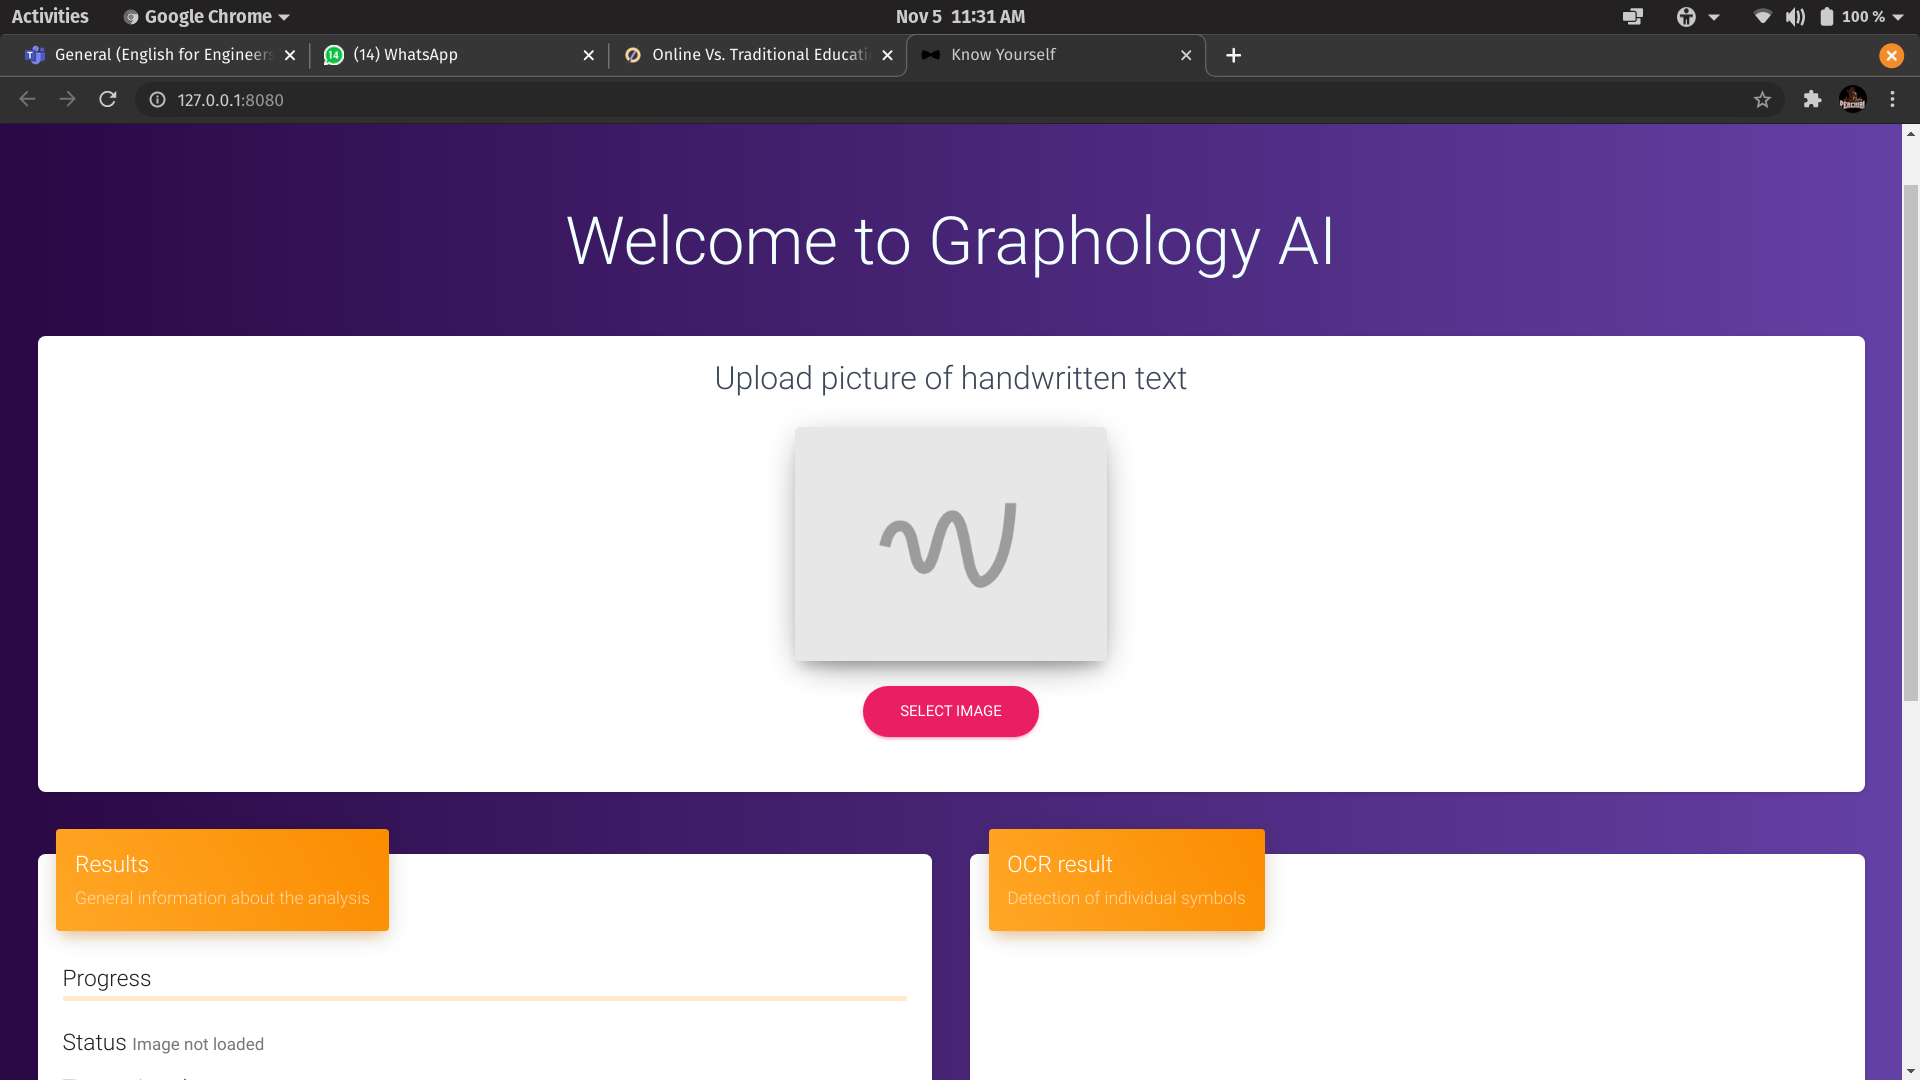 Activities
Google Chrome
Nov 5 11:31 AM
100 %
General (English for Engineers
(14) WhatsApp
Online Vs. Traditional Educati
Know Yourself
127.0.0.1:8080
Welcome to Graphology AI
Upload picture of handwritten text
SELECT IMAGE
Results
General information about the analysis
OCR result
Detection of individual symbols
Progress
Status Image not loaded